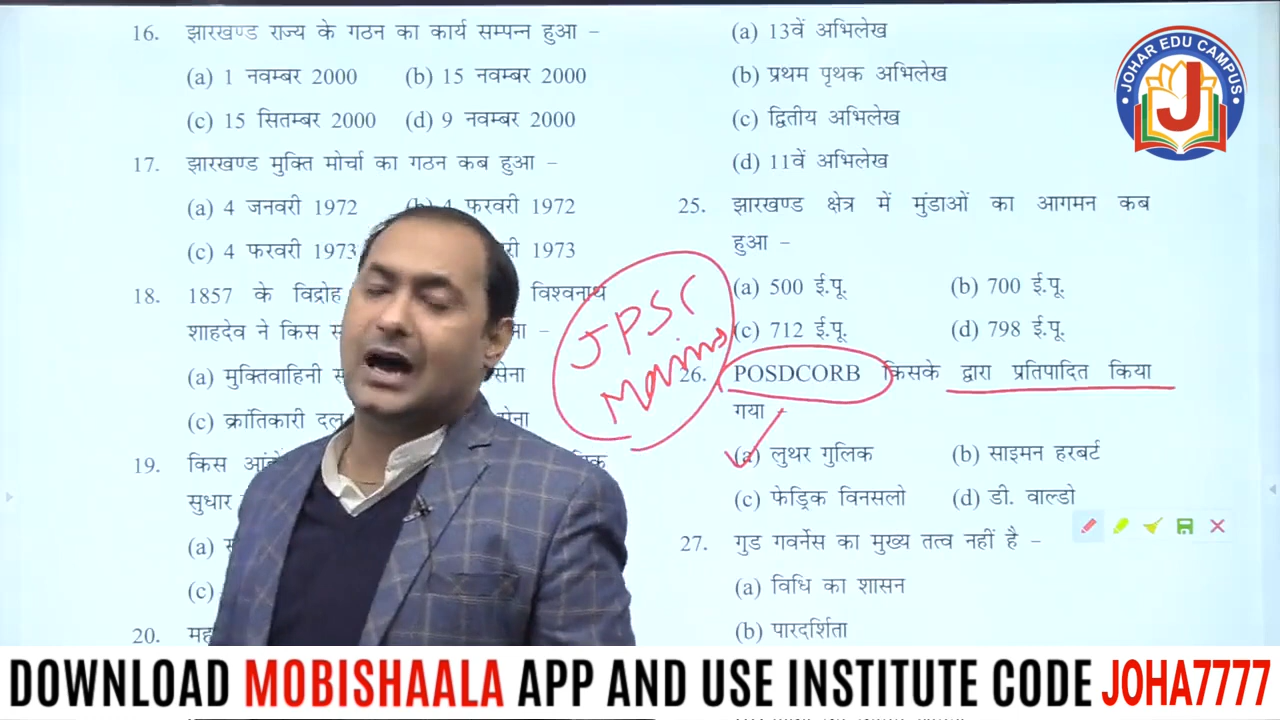 16. झारखण्ड राज्य के गठन का कार्य सम्पन्न हुआ –
(a) 1 नवम्बर 2000 (b) 15 नवम्बर 2000
(c) 15 सितम्बर 2000 (d) 9 नवम्बर 2000
17. झारखण्ड मुक्ति मोर्चा का गठन कब हुआ –
(a) 4 जनवरी 1972 (b) 4 फरवरी 1972
(c) 4 फरवरी 1973 1973
18. 1857 के विद्रोह विश्वनाथ
शाहदेव ने किस –
(a) मुक्तिवाहिनी
(c) क्रांतिकारी दल
19. किस
सुधार
(a)
(c)
20.
(a) 13वें अभिलेख
(b) प्रथम पृथक अभिलेख
(c) द्वितीय अभिलेख
(d) 11वें अभिलेख
25. झारखण्ड क्षेत्र में मुंडाओं का आगमन कब
हुआ –
(a) 500 ई.पू. (b) 700 ई.पू.
(c) 712 ई.पू. (d) 798 ई.पू.
JPSC
Mains
26. POSDCORB किसके द्वारा प्रतिपादित किया
गया -
(a) लुथर गुलिक (b) साइमन हरबर्ट
(c) फेड्रिक विनसलो (d) डी. वाल्डो
27. गुड गवर्नेस का मुख्य तत्व नहीं है –
(a) विधि का शासन
(b) पारदर्शिता
JOHAR EDU CAMPUS
J
DOWNLOAD MOBISHAALA APP AND USE INSTITUTE CODE JOHA7777